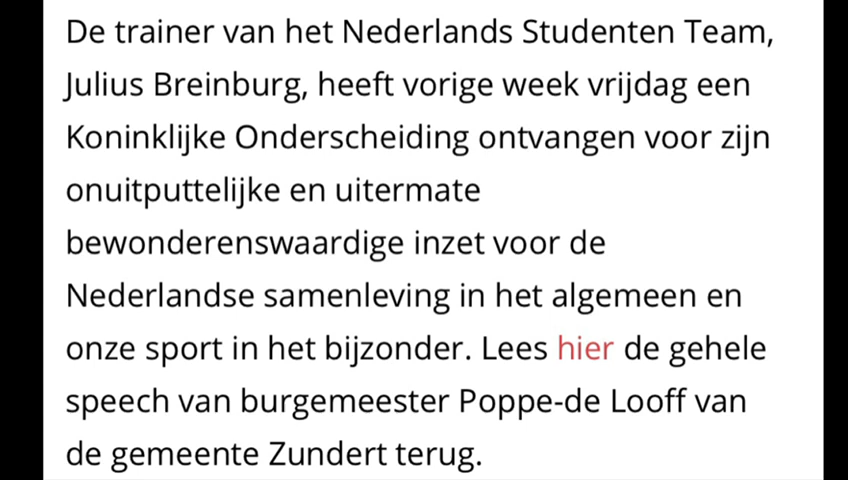 De trainer van het Nederlands Studenten Team,
Julius Breinburg, heeft vorige week vrijdag een
Koninklijke Onderscheiding ontvangen voor zijn
onuitputtelijke en uitermate
bewonderenswaardige inzet voor de
Nederlandse samenleving in het algemeen en
onze sport in het bijzonder. Lees hier de gehele
speech van burgemeester Poppe-de Looff van
de gemeente Zundert terug.